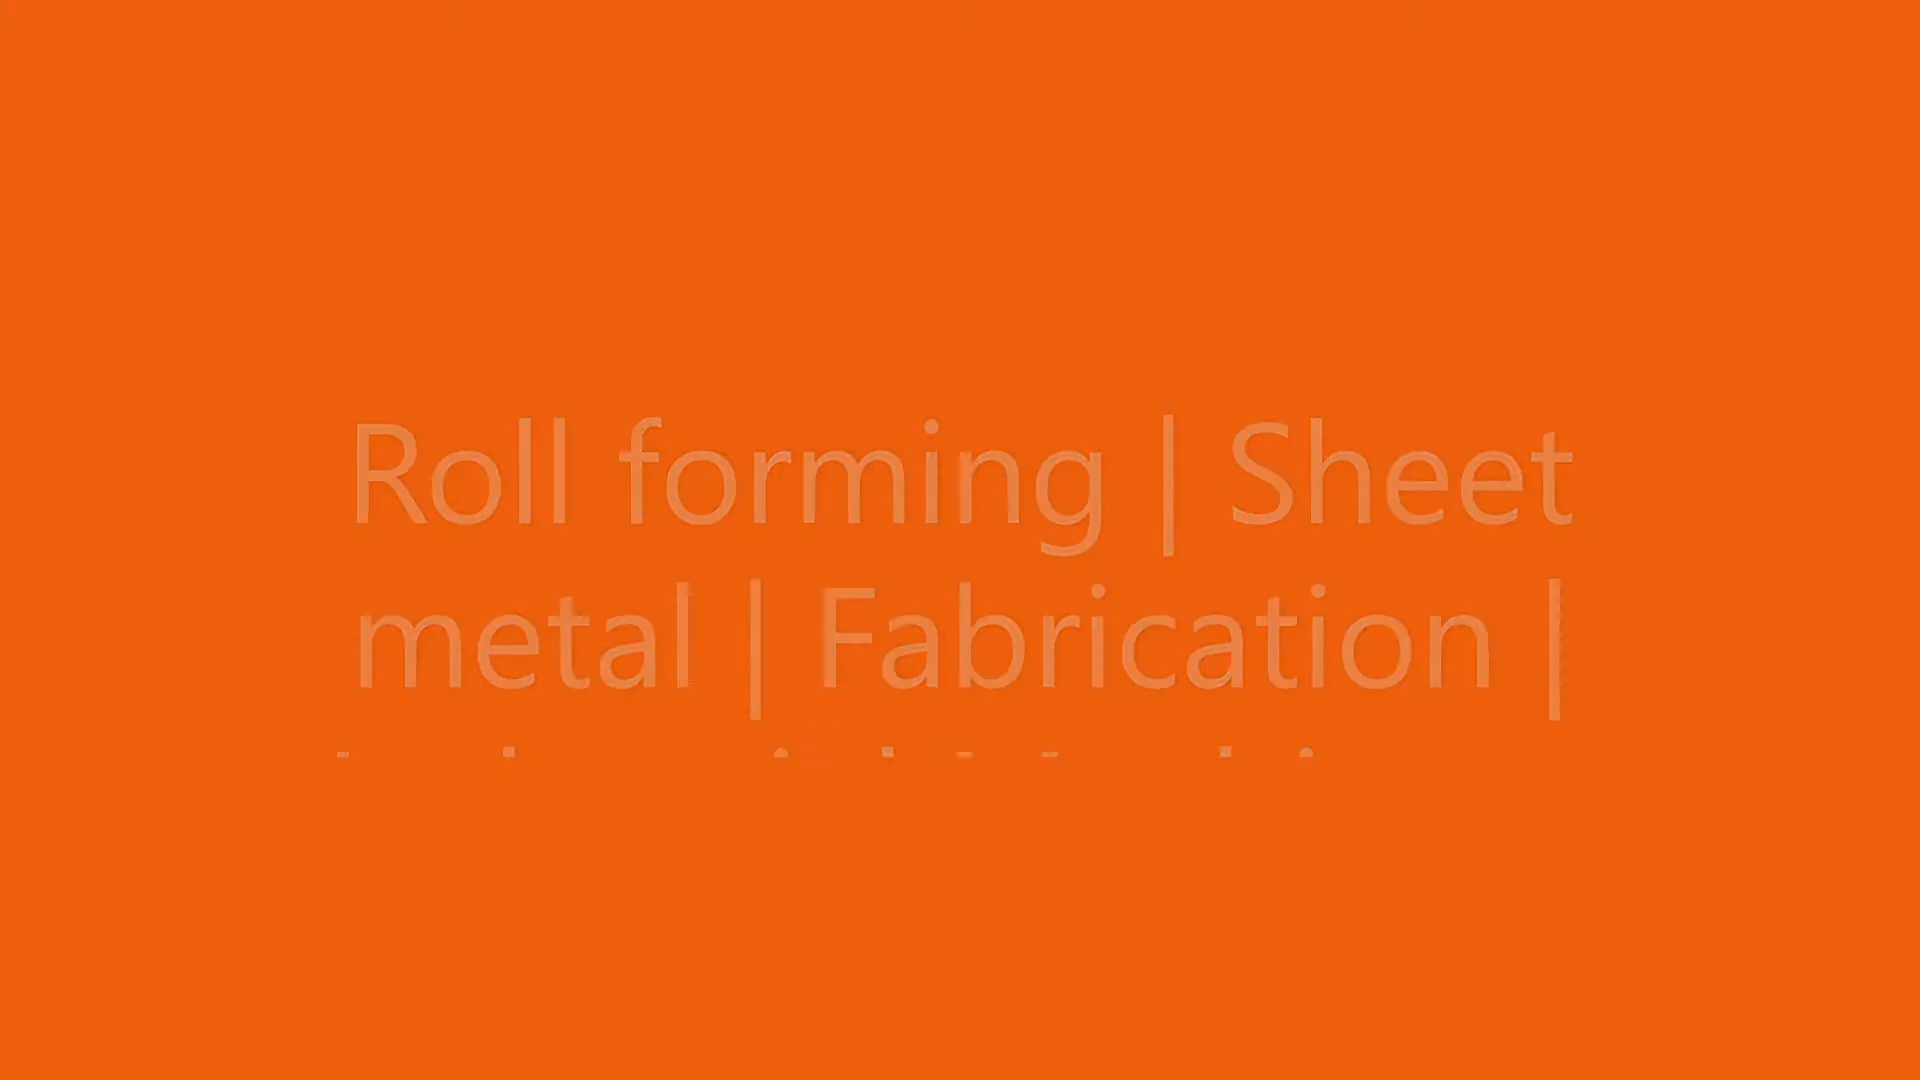 Roll forming | Sheet
metal | Fabrication |